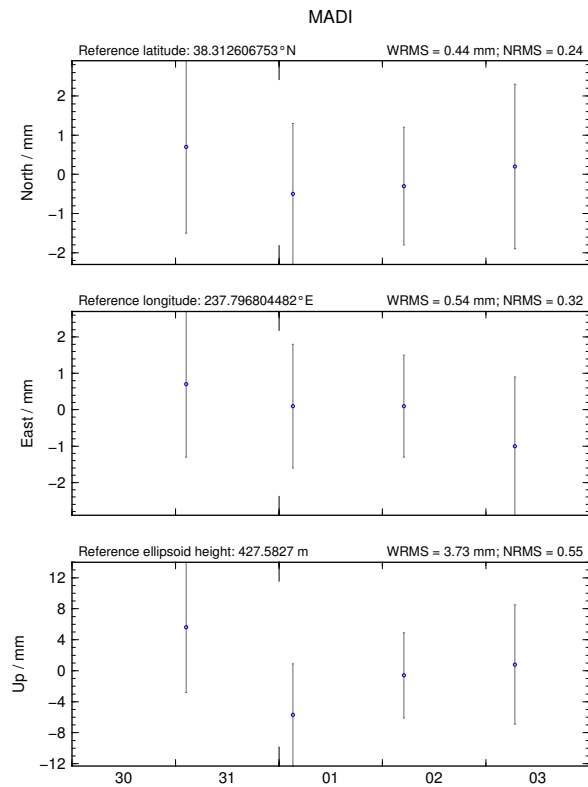 MADI
Reference latitude: 38.312606753°N WRMS = 0.44 mm; NRMS = 0.24
2
1
0
−1
−2
North / mm
Reference longitude: 237.796804482°E WRMS = 0.54 mm; NRMS = 0.32
2
1
0
−1
−2
East / mm
Reference ellipsoid height: 427.5827 m WRMS = 3.73 mm; NRMS = 0.55
12
8
4
0
−4
−8
−12
Up / mm
30 31 01 02 03